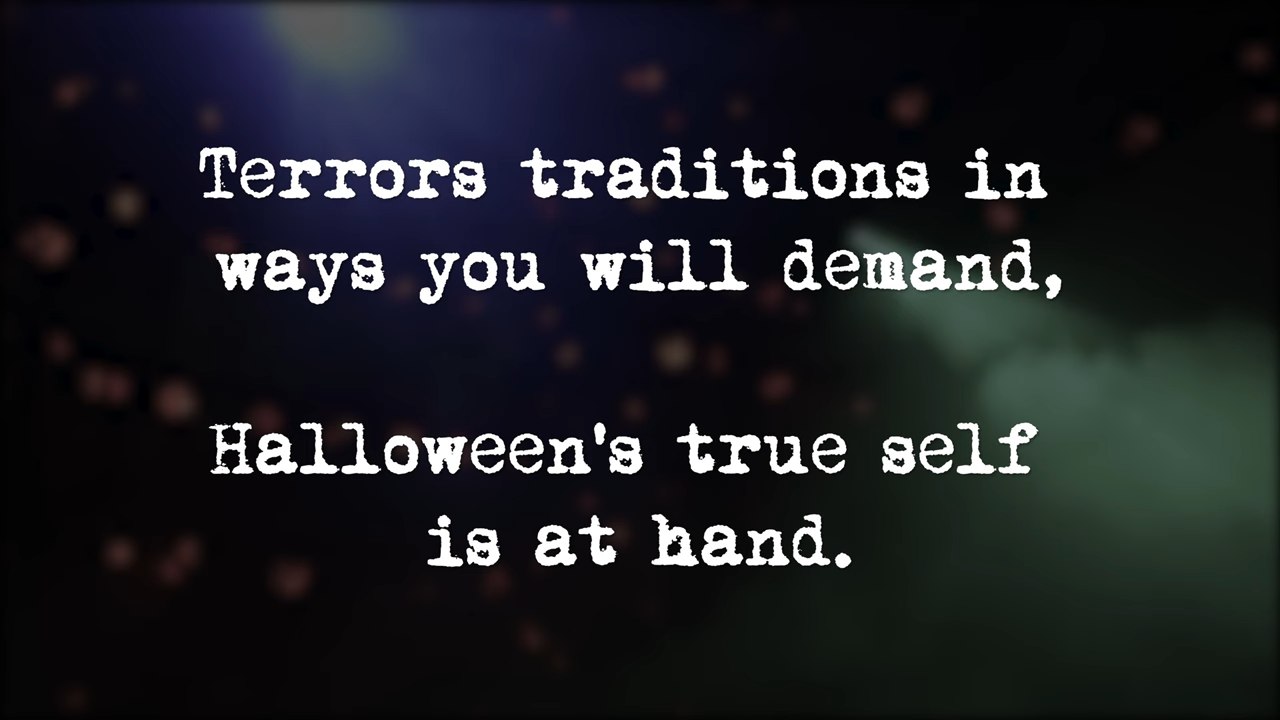 Terrors traditions in
ways you will demand,
Halloween's true self
is at hand.